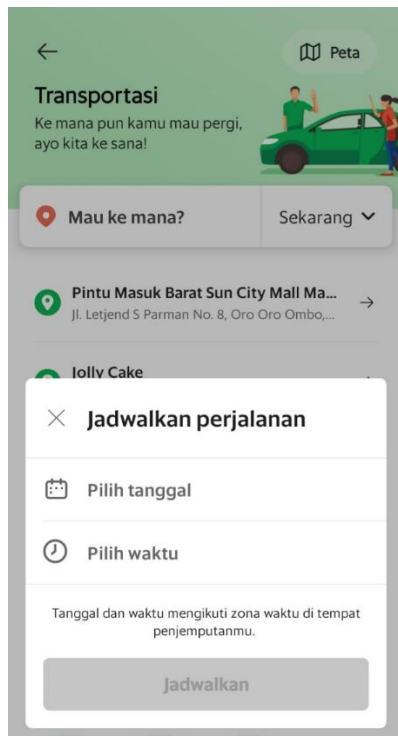 Peta
Transportasi
Ke mana pun kamu mau pergi,
ayo kita ke sana!
Mau ke mana?
Sekarang
Pintu Masuk Barat Sun City Mall Ma...
Jl. Letjend S Parman No. 8, Oro Oro Ombo,...
Jolly Cake
Jadwalkan perjalanan
Pilih tanggal
Pilih waktu
Tanggal dan waktu mengikuti zona waktu di tempat
penjemputanmu.
Jadwalkan